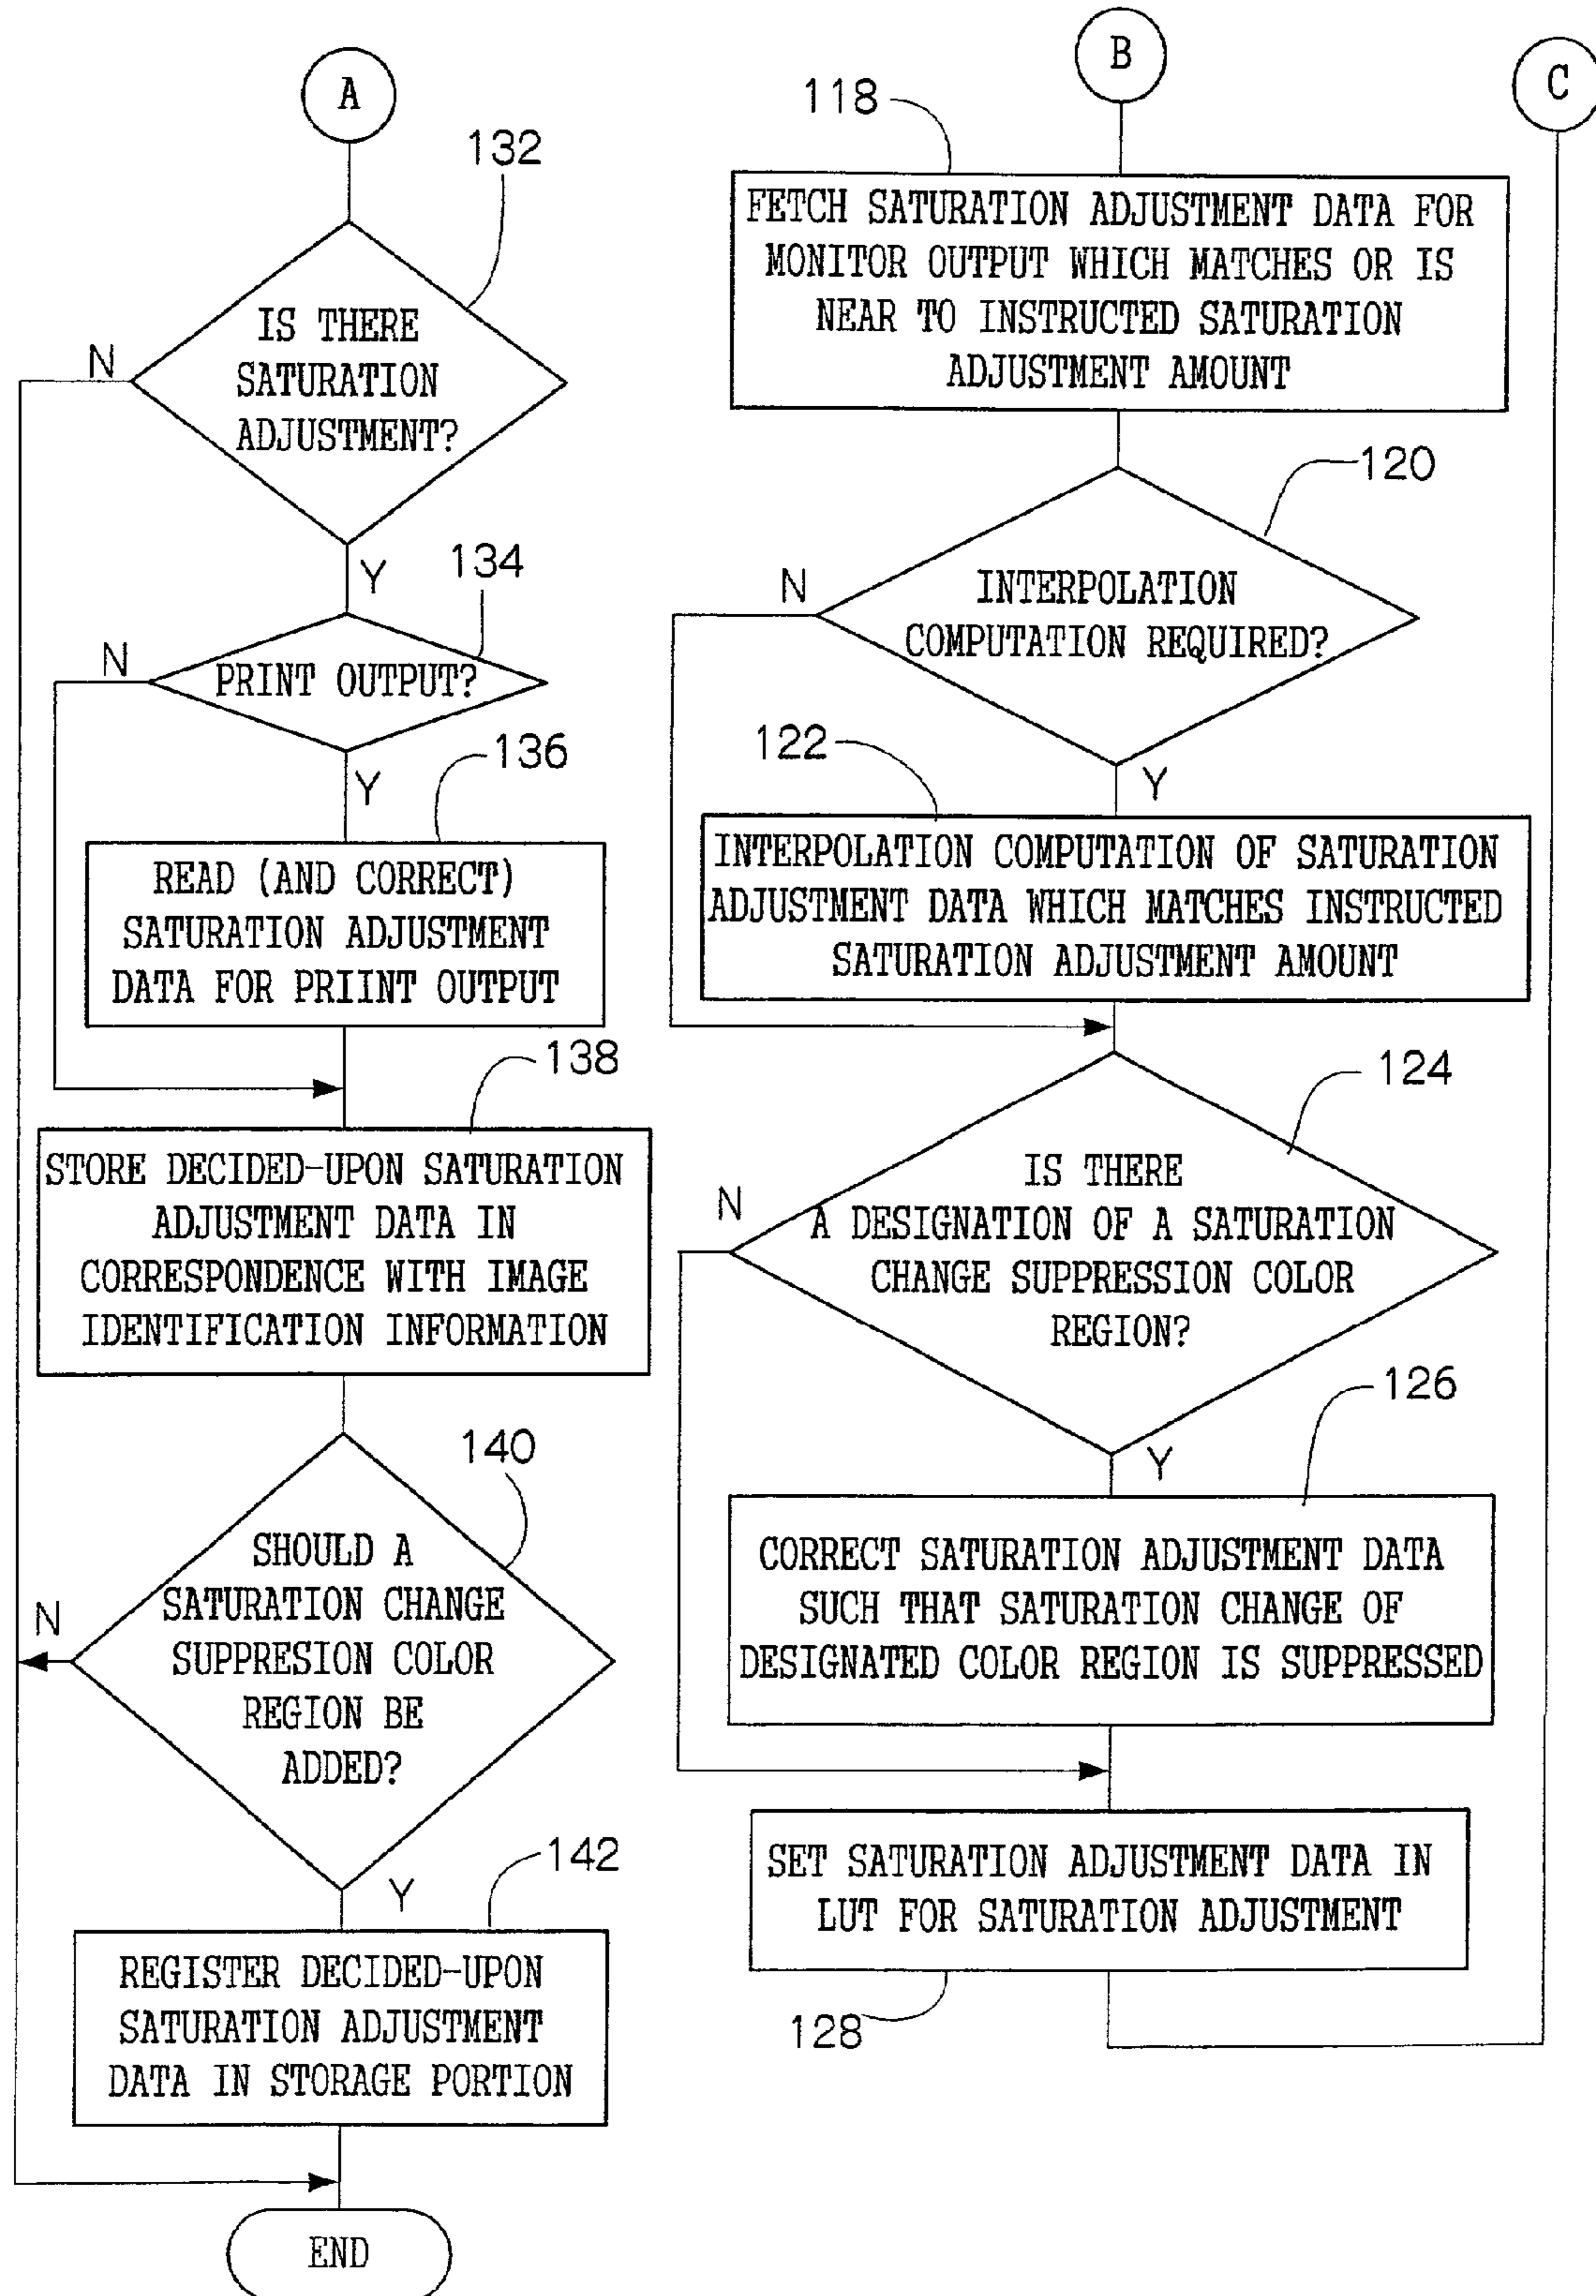 A
132
IS THERE
SATURATION
ADJUSTMENT?
N
Y
134
PRINT OUTPUT?
N
Y
136
READ (AND CORRECT)
SATURATION ADJUSTMENT
DATA FOR PRIINT OUTPUT
138
STORE DECIDED-UPON SATURATION
ADJUSTMENT DATA IN
CORRESPONDENCE WITH IMAGE
IDENTIFICATION INFORMATION
140
SHOULD A
SATURATION CHANGE
SUPPRESION COLOR
REGION BE
ADDED?
N
Y
142
REGISTER DECIDED-UPON
SATURATION ADJUSTMENT
DATA IN STORAGE PORTION
END
B
118
FETCH SATURATION ADJUSTMENT DATA FOR
MONITOR OUTPUT WHICH MATCHES OR IS
NEAR TO INSTRUCTED SATURATION
ADJUSTMENT AMOUNT
120
INTERPOLATION
COMPUTATION REQUIRED?
N
Y
122
INTERPOLATION COMPUTATION OF SATURATION
ADJUSTMENT DATA WHICH MATCHES INSTRUCTED
SATURATION ADJUSTMENT AMOUNT
124
IS THERE
A DESIGNATION OF A SATURATION
CHANGE SUPPRESSION COLOR
REGION?
N
Y
126
CORRECT SATURATION ADJUSTMENT DATA
SUCH THAT SATURATION CHANGE OF
DESIGNATED COLOR REGION IS SUPPRESSED
SET SATURATION ADJUSTMENT DATA IN
LUT FOR SATURATION ADJUSTMENT
128
C